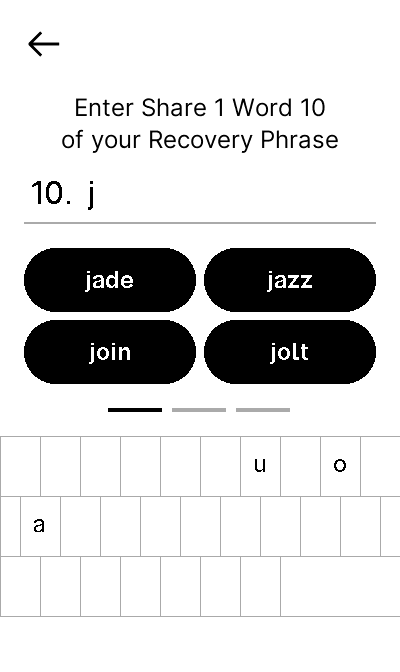 Enter Share 1 Word 10
of your Recovery Phrase
10. j
jade jazz
join jolt
u o
a